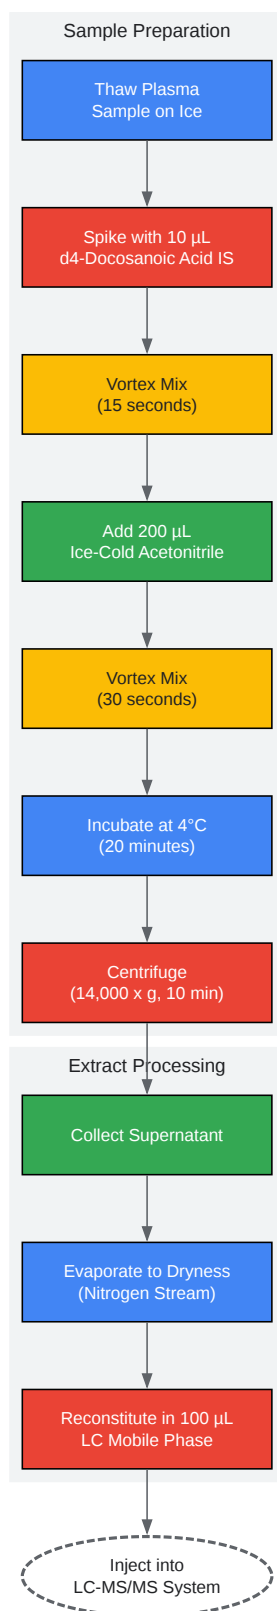 Sample Preparation
Thaw Plasma
Sample on Ice
Spike with 10 µL
d4-Docosanoic Acid IS
Vortex Mix
(15 seconds)
Add 200 µL
Ice-Cold Acetonitrile
Vortex Mix
(30 seconds)
Incubate at 4°C
(20 minutes)
Centrifuge
(14,000 x g, 10 min)
Extract Processing
Collect Supernatant
Evaporate to Dryness
(Nitrogen Stream)
Reconstitute in 100 µL
LC Mobile Phase
Inject into
LC-MS/MS System